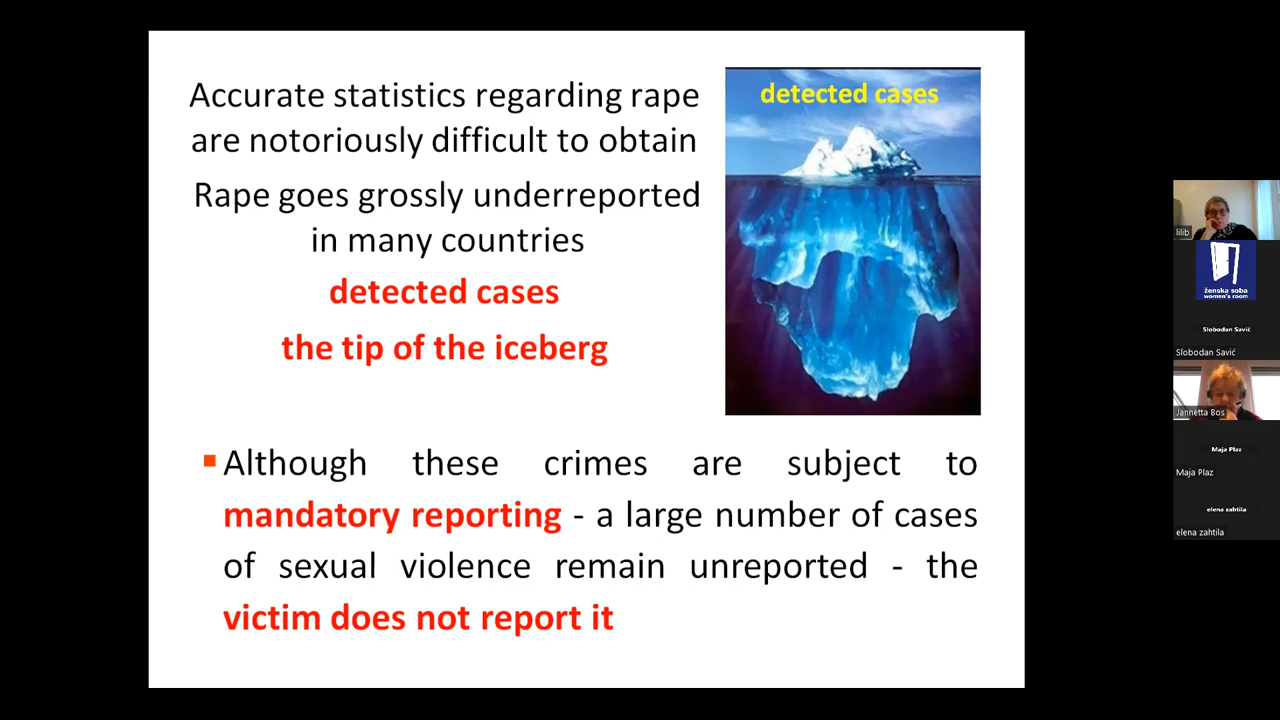 Accurate statistics regarding rape
are notoriously difficult to obtain
Rape goes grossly underreported
in many countries
detected cases
the tip of the iceberg
detected cases
Although these crimes are subject to
mandatory reporting - a large number of cases
of sexual violence remain unreported - the
victim does not report it
lilib
ženska soba
women's room
Slobodan Savić
Slobodan Savić
Jannetta Bos
Maja Plaz
Maja Plaz
elena zahtila
elena zahtila